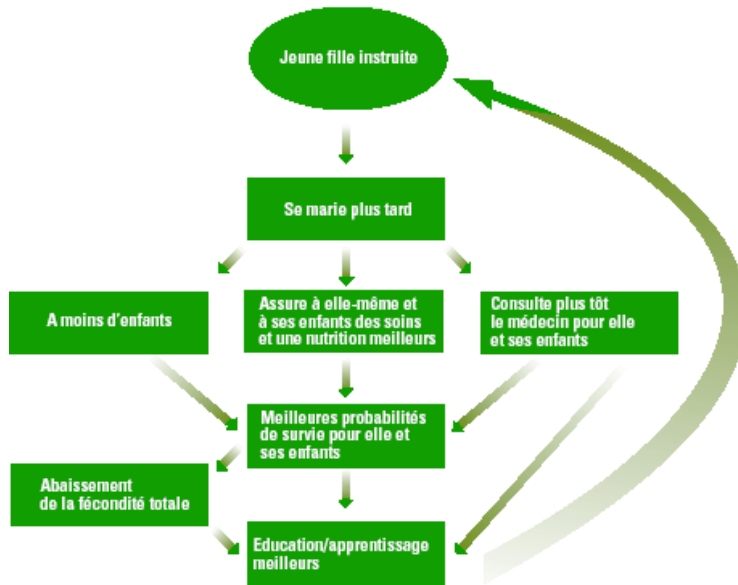 Jeune fille instruite
Se marie plus tard
A moins d'enfants
Assure à elle-même et
à ses enfants des soins
et une nutrition meilleurs
Consulte plus tôt
le médecin pour elle
et ses enfants
Meilleures probabilités
de survie pour elle et
ses enfants
Abaissement
de la fécondité totale
Education/apprentissage
meilleurs